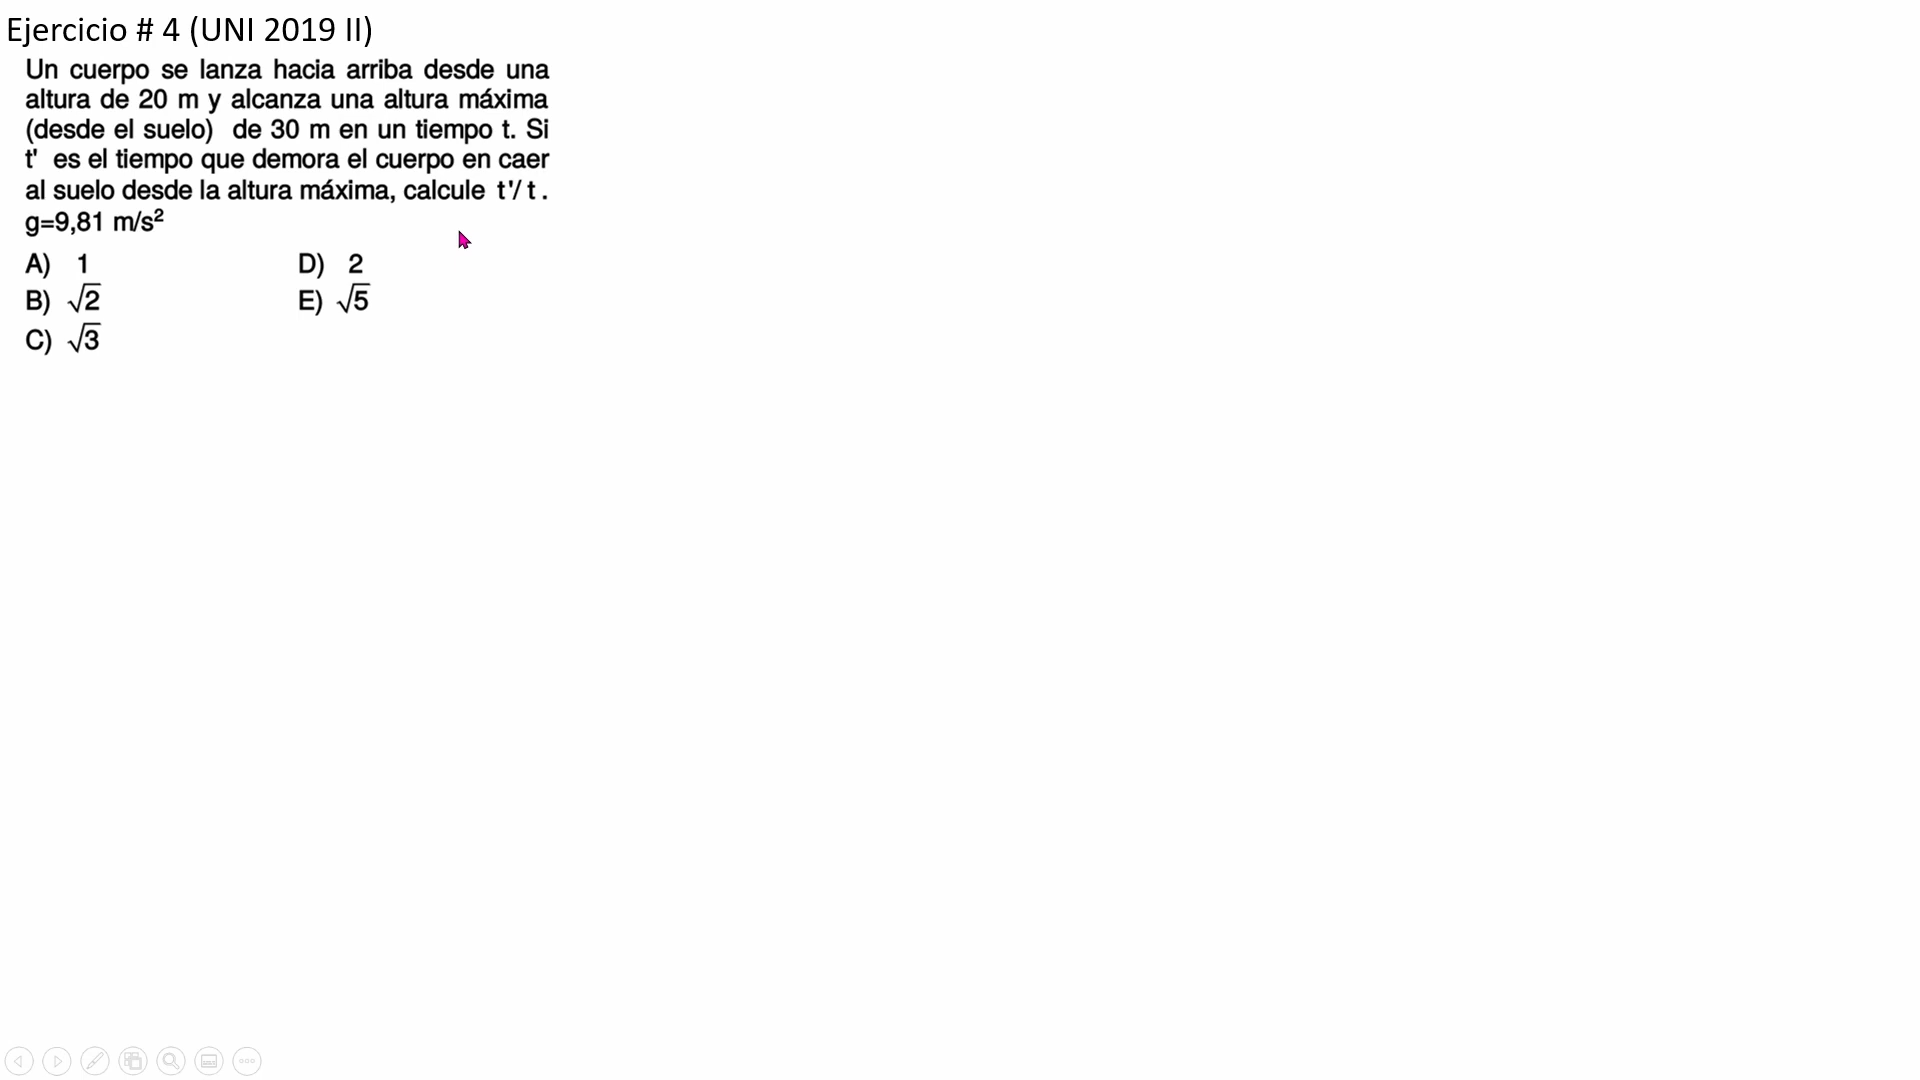 Ejercicio # 4 (UNI 2019 II)
Un cuerpo se lanza hacia arriba desde una
altura de 20 m y alcanza una altura máxima
(desde el suelo) de 30 m en un tiempo t. Si
t' es el tiempo que demora el cuerpo en caer
al suelo desde la altura máxima, calcule t'/t.
g=9,81 m/s²
A) 1
B) √2
C) √3
D) 2
E) √5